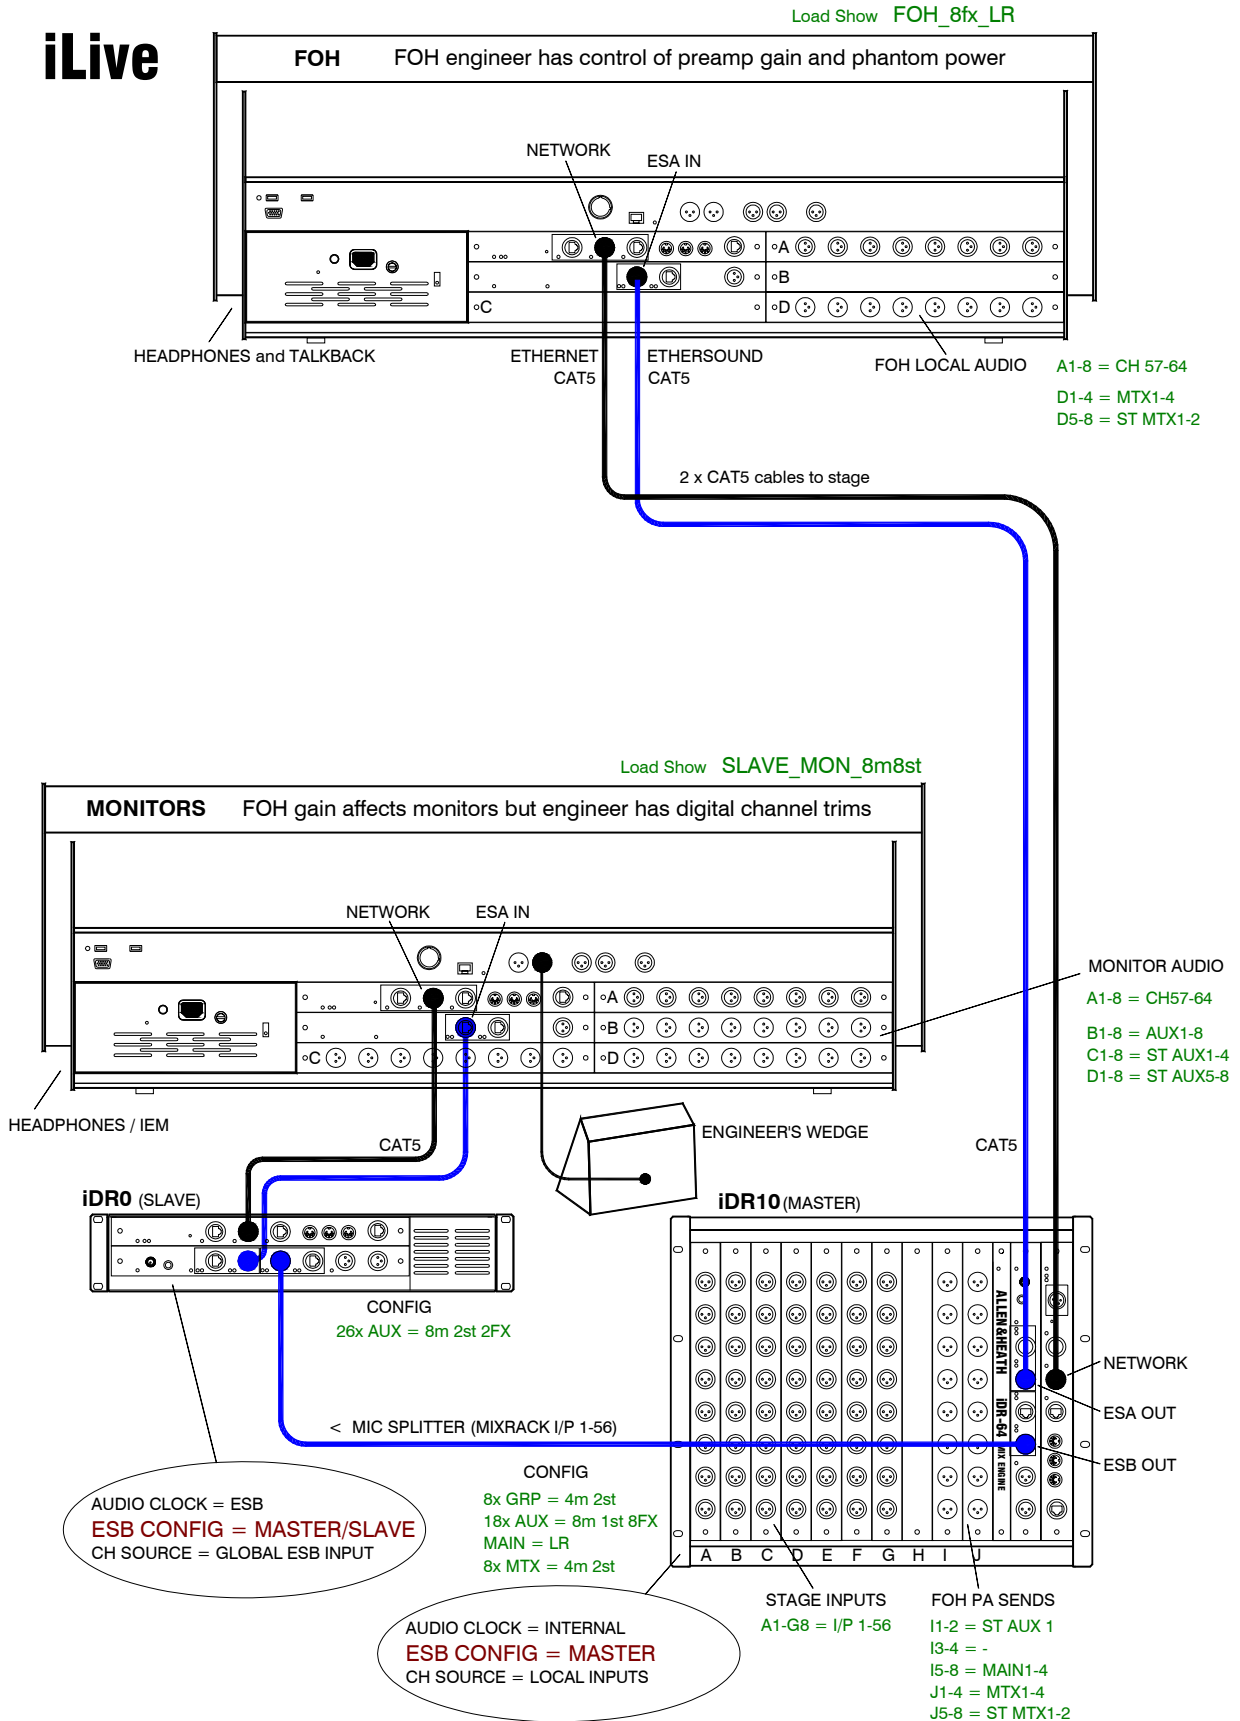 Load Show FOH_8fx_LR
iLive
FOH FOH engineer has control of preamp gain and phantom power
NETWORK
ESA IN
A
B
C
D
HEADPHONES and TALKBACK
ETHERNET
CAT5
ETHERSOUND
CAT5
FOH LOCAL AUDIO
A1-8 = CH 57-64
D1-4 = MTX1-4
D5-8 = ST MTX1-2
2 x CAT5 cables to stage
Load Show SLAVE_MON_8m8st
MONITORS FOH gain affects monitors but engineer has digital channel trims
NETWORK
ESA IN
A
B
C
D
MONITOR AUDIO
A1-8 = CH57-64
B1-8 = AUX1-8
C1-8 = ST AUX1-4
D1-8 = ST AUX5-8
HEADPHONES / IEM
CAT5
ENGINEER'S WEDGE
CAT5
iDR0 (SLAVE)
iDR10 (MASTER)
CONFIG
26x AUX = 8m 2st 2FX
ALLEN&HEATH
iDR-64 MIX ENGINE
NETWORK
ESA OUT
ESB OUT
< MIC SPLITTER (MIXRACK I/P 1-56)
CONFIG
8x GRP = 4m 2st
18x AUX = 8m 1st 8FX
MAIN = LR
8x MTX = 4m 2st
AUDIO CLOCK = ESB
ESB CONFIG = MASTER/SLAVE
CH SOURCE = GLOBAL ESB INPUT
A B C D E F G H I J
STAGE INPUTS
A1-G8 = I/P 1-56
FOH PA SENDS
I1-2 = ST AUX 1
I3-4 = -
I5-8 = MAIN1-4
J1-4 = MTX1-4
J5-8 = ST MTX1-2
AUDIO CLOCK = INTERNAL
ESB CONFIG = MASTER
CH SOURCE = LOCAL INPUTS